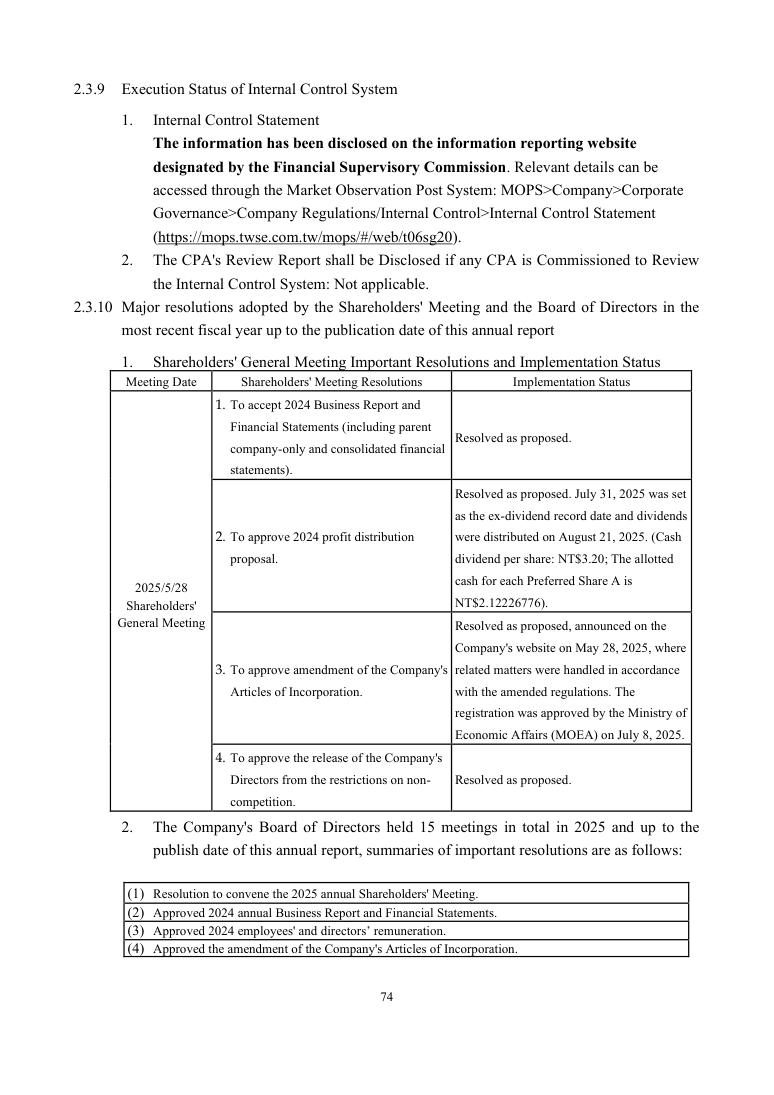 2.3.9 Execution Status of Internal Control System
1. Internal Control Statement
The information has been disclosed on the information reporting website
designated by the Financial Supervisory Commission. Relevant details can be
accessed through the Market Observation Post System: MOPS>Company>Corporate
Governance>Company Regulations/Internal Control>Internal Control Statement
(https://mops.twse.com.tw/mops/#/web/t06sg20).
2. The CPA's Review Report shall be Disclosed if any CPA is Commissioned to Review
the Internal Control System: Not applicable.
2.3.10 Major resolutions adopted by the Shareholders' Meeting and the Board of Directors in the
most recent fiscal year up to the publication date of this annual report
1. Shareholders' General Meeting Important Resolutions and Implementation Status
Meeting Date Shareholders' Meeting Resolutions Implementation Status
2025/5/28
Shareholders'
General Meeting
1. To accept 2024 Business Report and
Financial Statements (including parent
company-only and consolidated financial
statements).
Resolved as proposed.
2. To approve 2024 profit distribution
proposal.
Resolved as proposed. July 31, 2025 was set
as the ex-dividend record date and dividends
were distributed on August 21, 2025. (Cash
dividend per share: NT$3.20; The allotted
cash for each Preferred Share A is
NT$2.12226776).
3. To approve amendment of the Company's
Articles of Incorporation.
Resolved as proposed, announced on the
Company's website on May 28, 2025, where
related matters were handled in accordance
with the amended regulations. The
registration was approved by the Ministry of
Economic Affairs (MOEA) on July 8, 2025.
4. To approve the release of the Company's
Directors from the restrictions on non-
competition.
Resolved as proposed.
2. The Company's Board of Directors held 15 meetings in total in 2025 and up to the
publish date of this annual report, summaries of important resolutions are as follows:
(1) Resolution to convene the 2025 annual Shareholders' Meeting.
(2) Approved 2024 annual Business Report and Financial Statements.
(3) Approved 2024 employees' and directors’ remuneration.
(4) Approved the amendment of the Company's Articles of Incorporation.
74